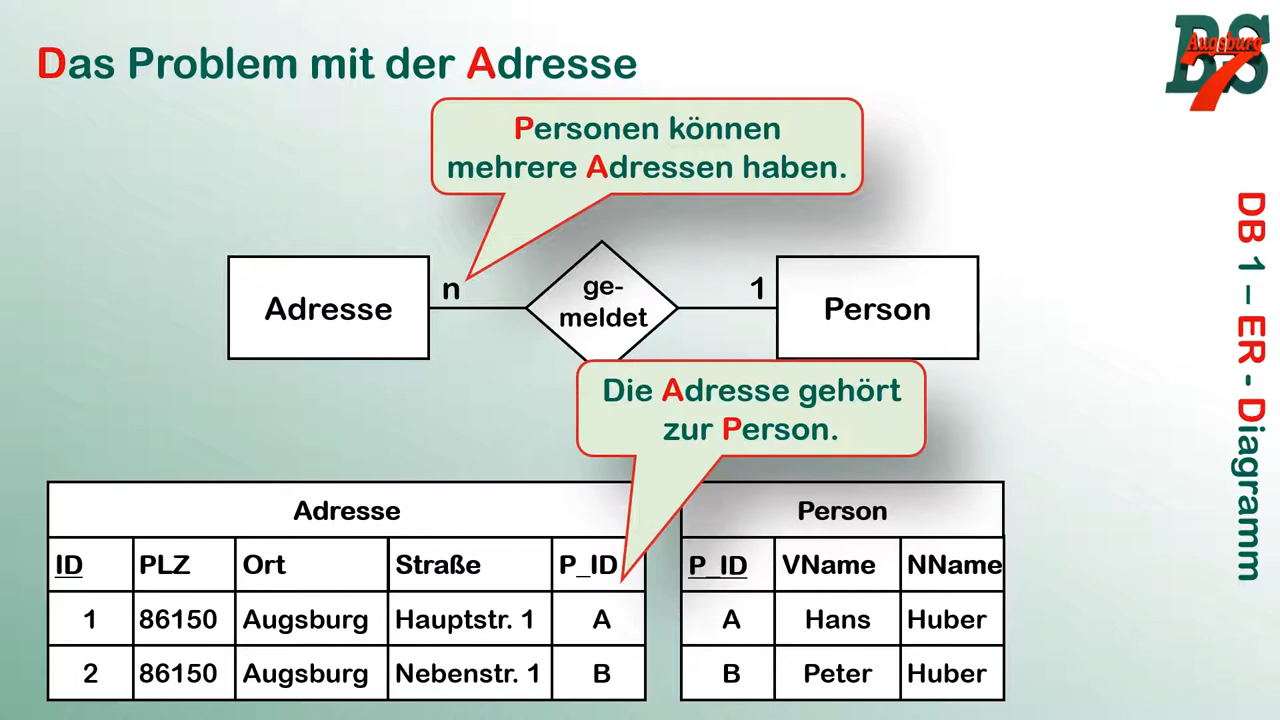 Das Problem mit der Adresse
BS
Augsburg
7
Personen können
mehrere Adressen haben.
Adresse
n
ge-
meldet
1
Person
Die Adresse gehört
zur Person.
Adresse
ID PLZ Ort Straße P_ID
1 86150 Augsburg Hauptstr. 1 A
2 86150 Augsburg Nebenstr. 1 B
Person
P_ID VName NName
A Hans Huber
B Peter Huber
DB 1 – ER - Diagramm